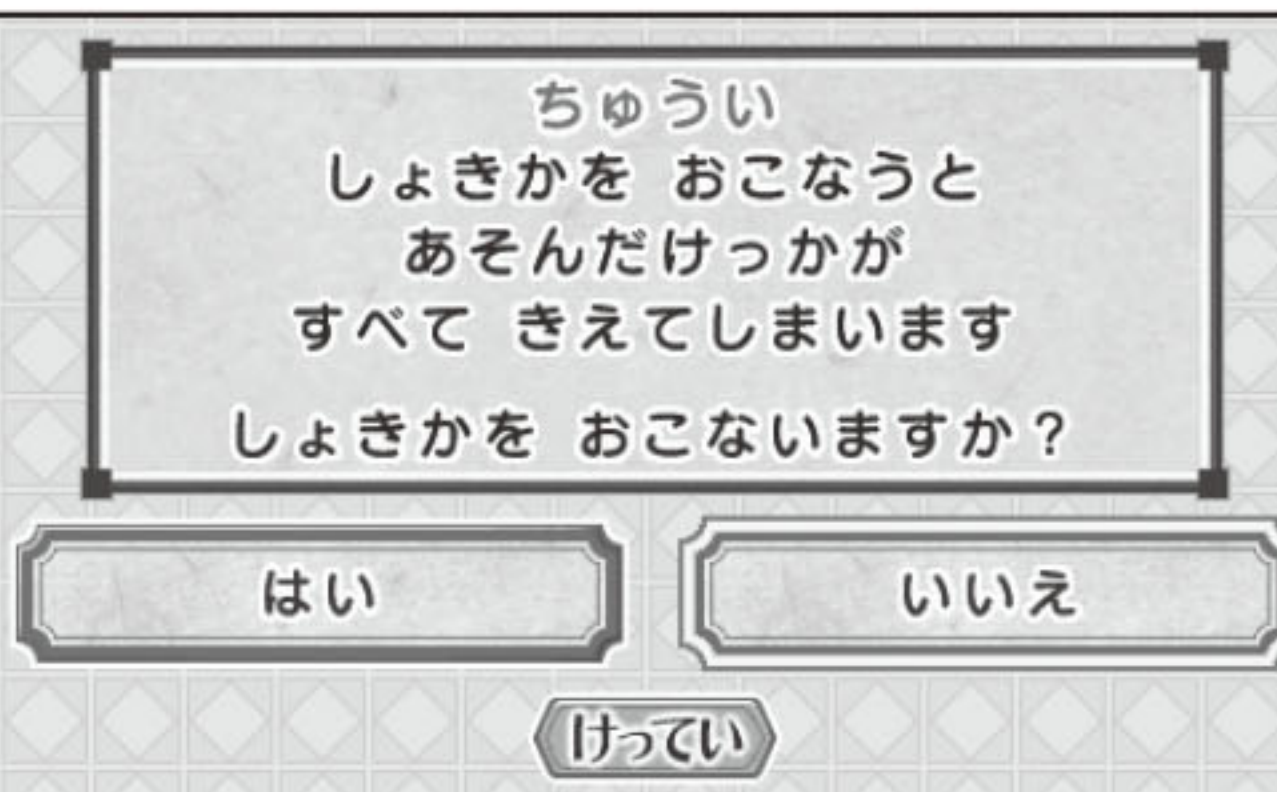 ちゅうい
しょきかを おこなうと
あそんだけっかが
すべて きえてしまいます
しょきかを おこないますか？
はい
いいえ
けってい